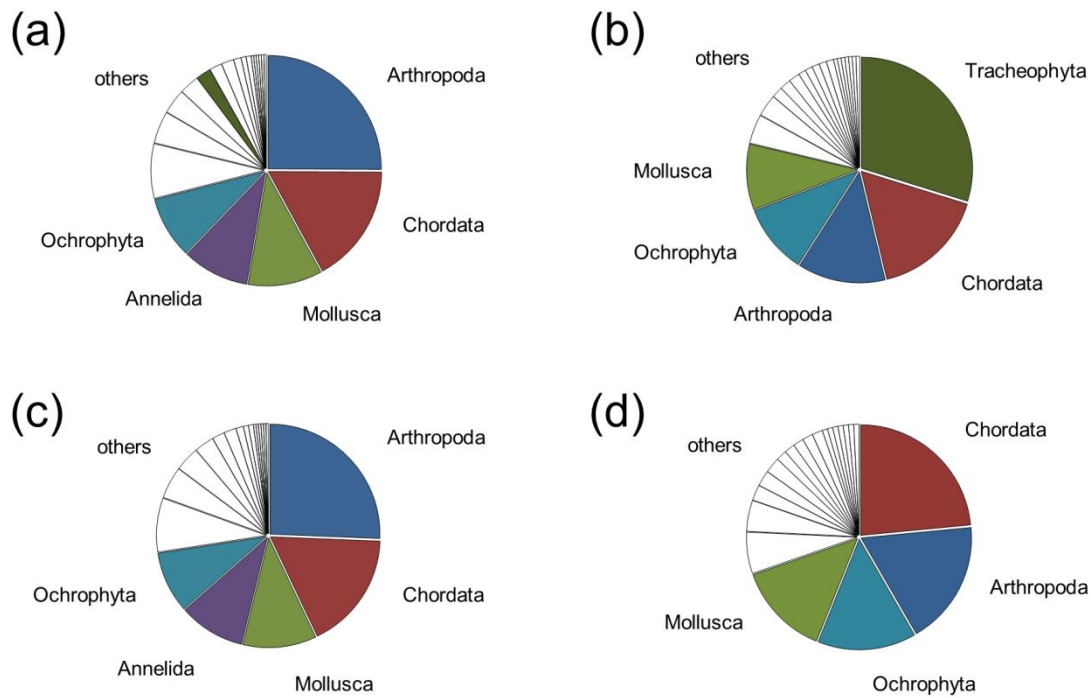 (a)
others
Arthropoda
Ochrophyta
Chordata
Annelida
Mollusca
(b)
others
Tracheophyta
Mollusca
Ochrophyta
Chordata
Arthropoda
(c)
others
Arthropoda
Ochrophyta
Chordata
Annelida
Mollusca
(d)
others
Chordata
Arthropoda
Mollusca
Ochrophyta